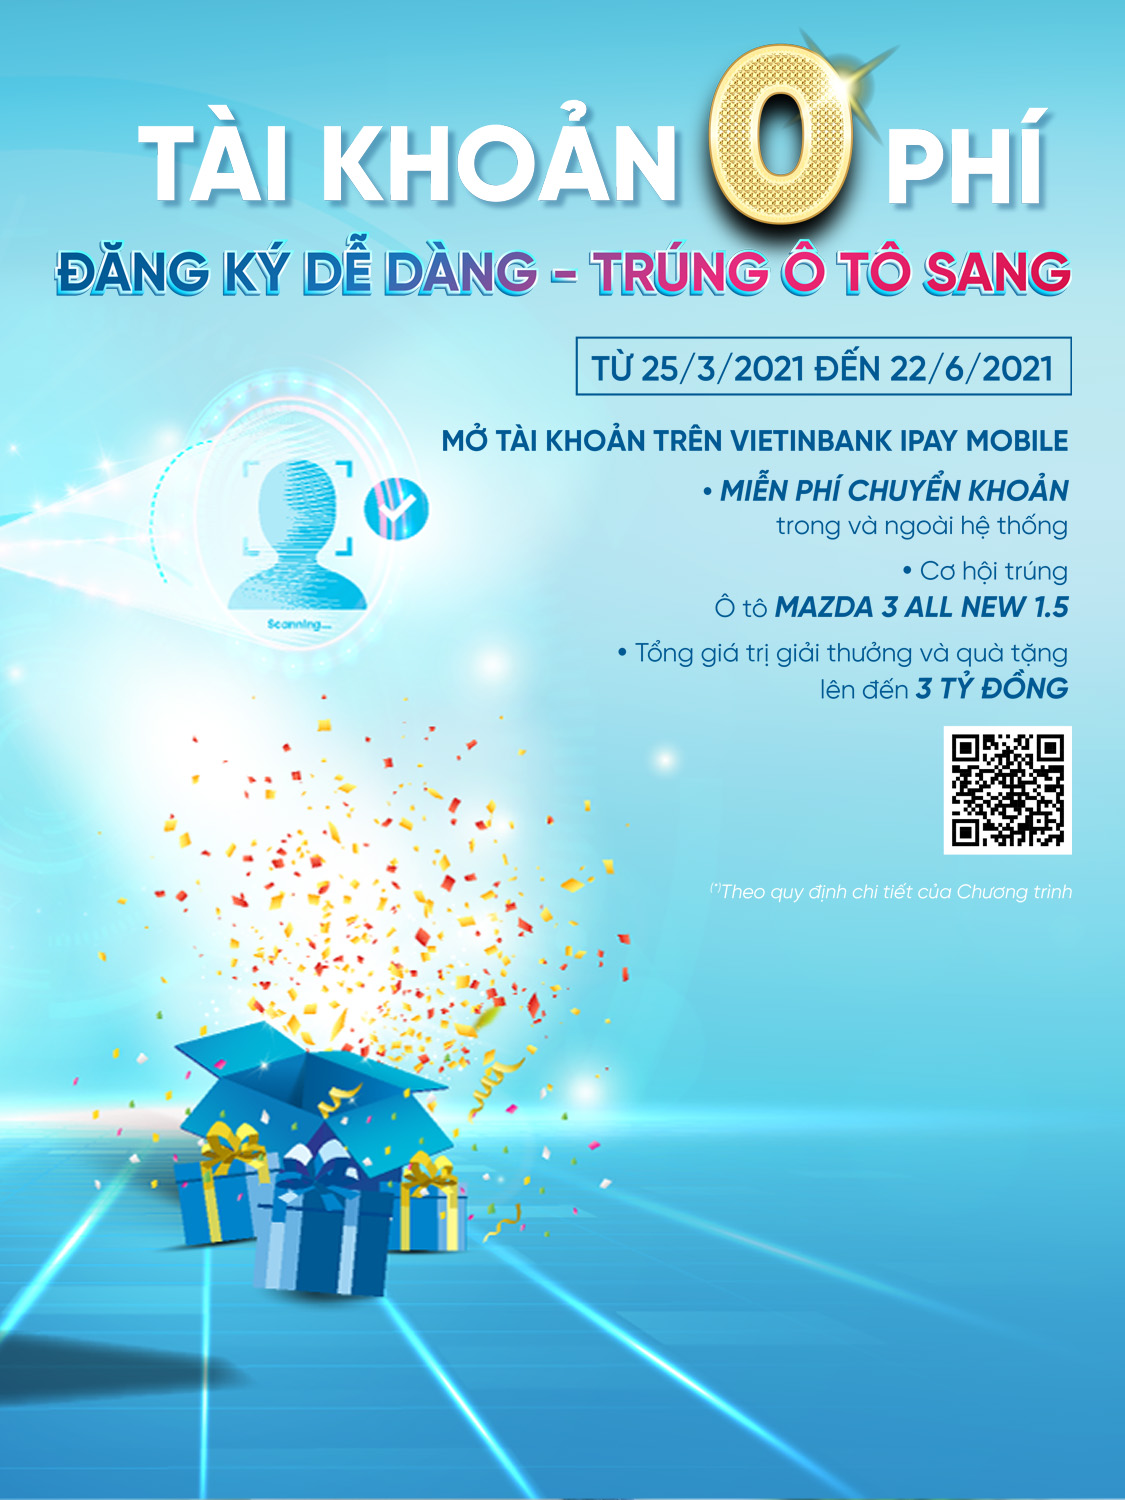 TÀI KHOẢN 0 PHÍ
ĐĂNG KÝ DỄ DÀNG - TRÚNG Ô TÔ SANG
TỪ 25/3/2021 ĐẾN 22/6/2021
MỞ TÀI KHOẢN TRÊN VIETINBANK IPAY MOBILE
• MIỄN PHÍ CHUYỂN KHOẢN
trong và ngoài hệ thống
• Cơ hội trúng
Ô tô MAZDA 3 ALL NEW 1.5
• Tổng giá trị giải thưởng và quà tặng
lên đến 3 TỶ ĐỒNG
Scanning...
(*)Theo quy định chi tiết của Chương trình